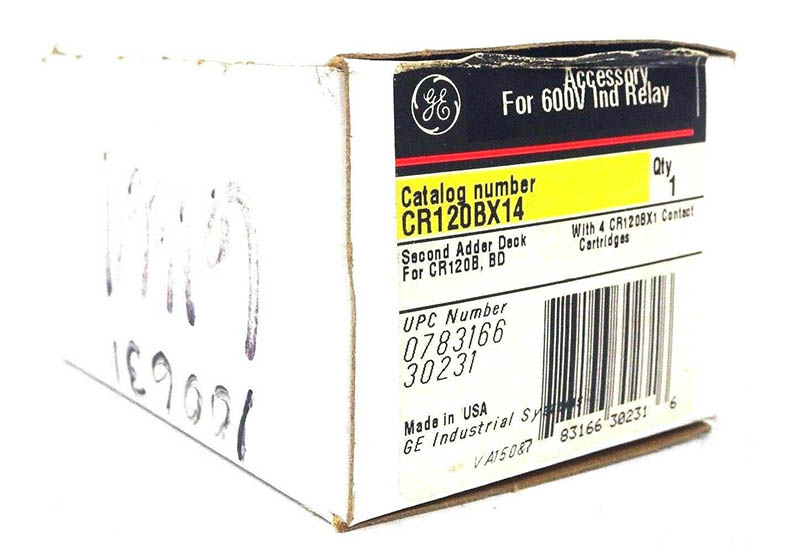 GE
Accessory
For 600V Ind Relay
Catalog number
CR120BX14
Qty
1
Second Adder Deck
For CR120B, BD
With 4 CR120BX1 Contact
Cartridges
UPC Number
0783166
30231
Made in USA
GE Industrial Systems
VA15087
83166 30231 6